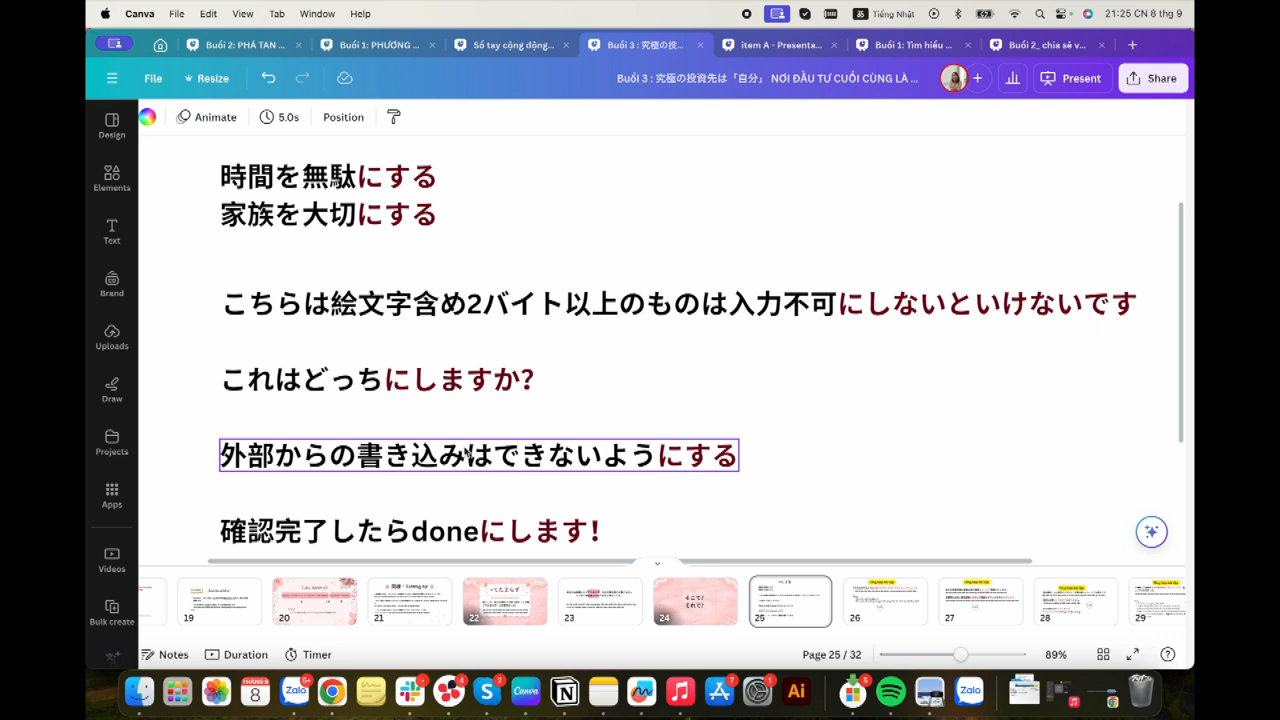 Canva File Edit View Tab Window Help Tiếng Nhật 21:25 CN 8 thg 9
Buổi 2: PHÁ TAN ... Buổi 1: PHƯƠNG ... Sổ tay cộng động... Buổi 3 : 究極の投... item A - Presenta... Buổi 1: Tìm hiểu ... Buổi 2_ chia sẻ v...
File Resize Buổi 3 : 究極の投資先は「自分」 NƠI ĐẦU TƯ CUỐI CÙNG LÀ ... Present Share
Animate 5.0s Position
Design
Elements
Text
Brand
Uploads
Draw
Projects
Apps
Videos
Bulk create
時間を無駄にする
家族を大切にする
こちらは絵文字含め2バイト以上のものは入力不可にしないといけないです
これはどっちにしますか？
外部からの書き込みはできないようにする
確認完了したらdoneにします！
19 20 21 22 23 24 25 26 27 28 29
Notes Duration Timer Page 25 / 32 89%